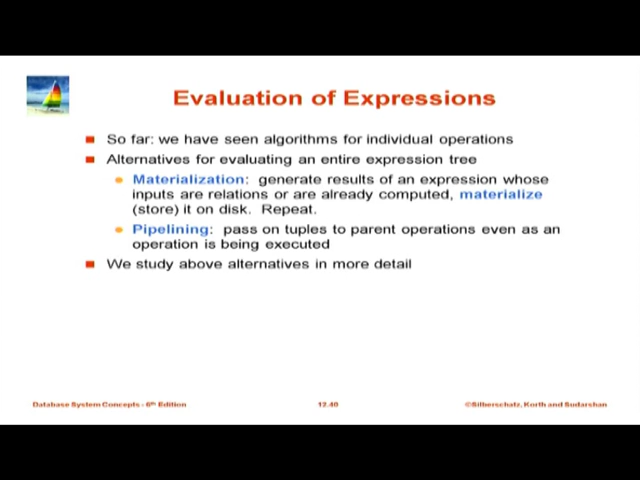 Evaluation of Expressions
So far: we have seen algorithms for individual operations
Alternatives for evaluating an entire expression tree
Materialization: generate results of an expression whose
inputs are relations or are already computed, materialize
(store) it on disk. Repeat.
Pipelining: pass on tuples to parent operations even as an
operation is being executed
We study above alternatives in more detail
Database System Concepts - 6th Edition
12.40
©Silberschatz, Korth and Sudarshan